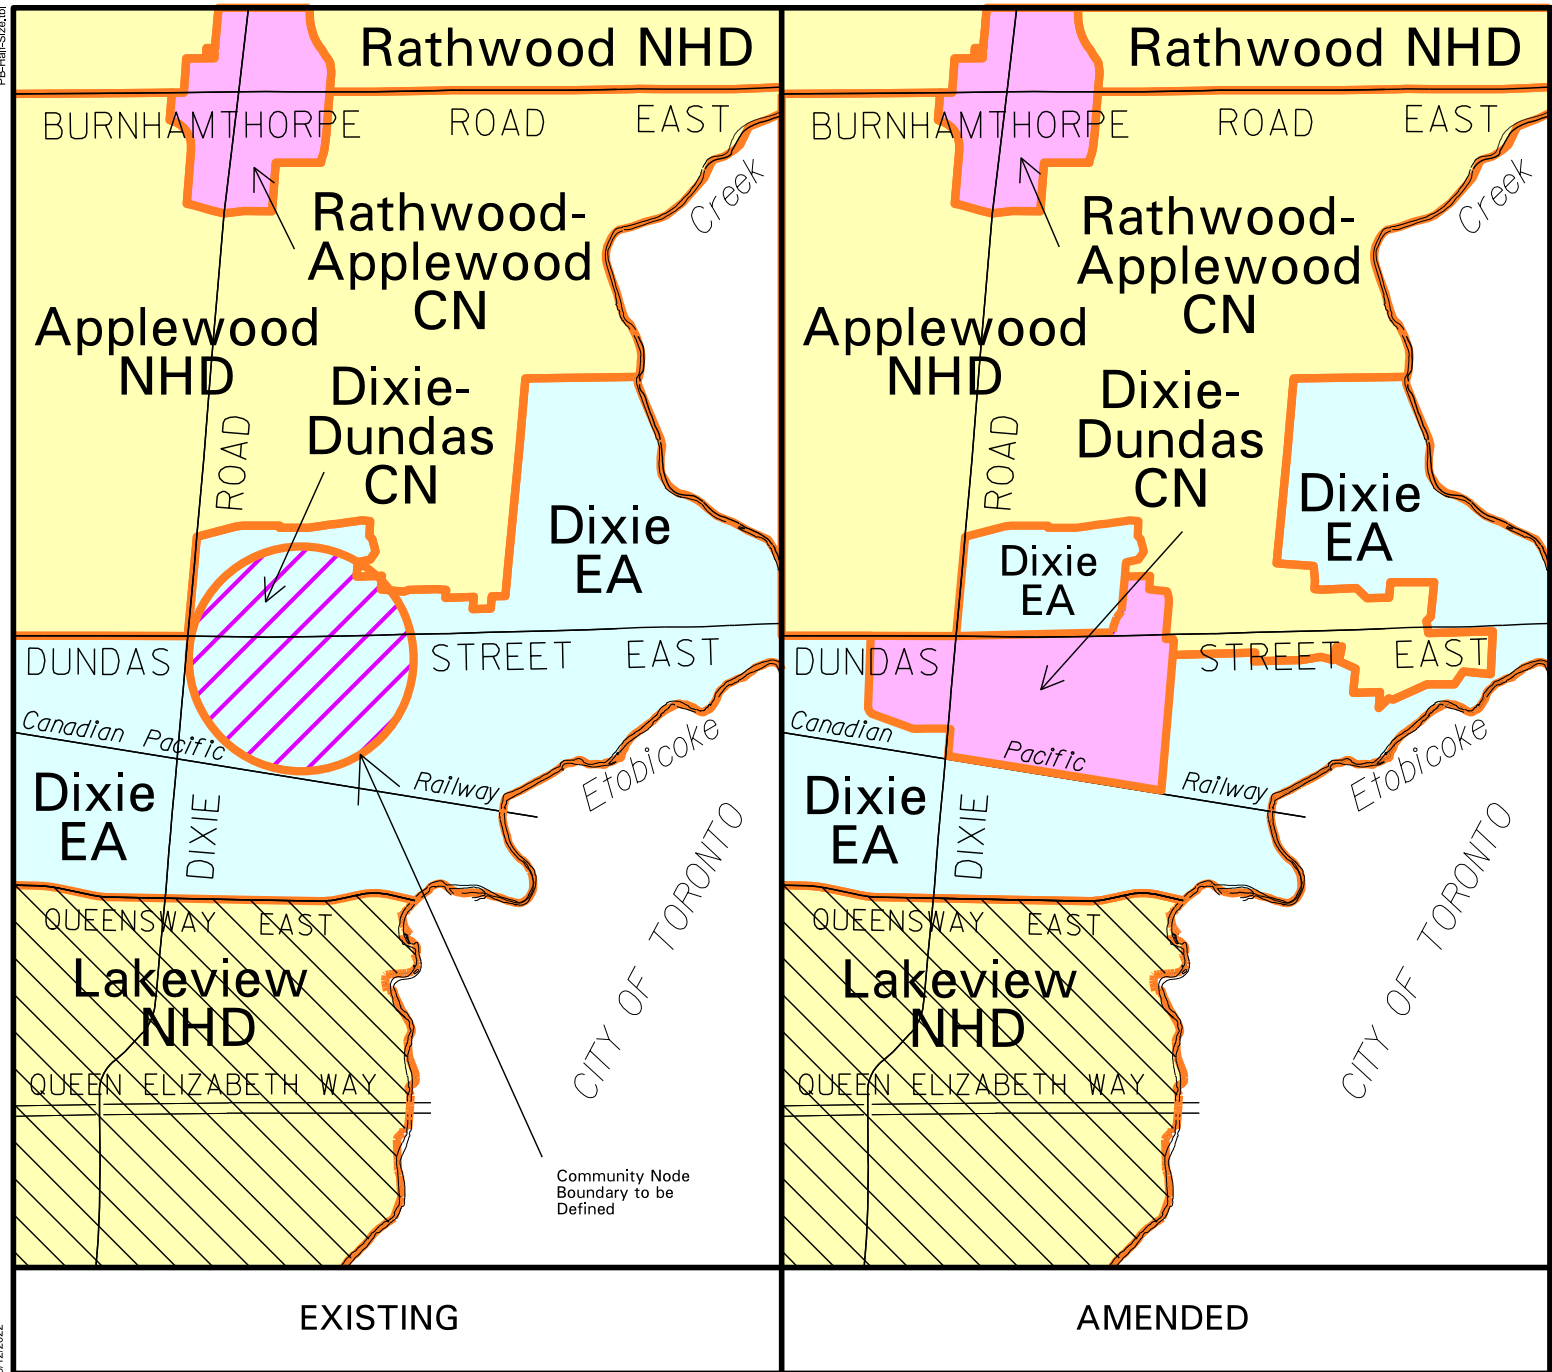 PB-Half-Size.tbl
Rathwood NHD
BURNHAMTHORPE ROAD EAST
Creek
Rathwood-
Applewood
CN
Applewood
NHD
Dixie-
Dundas
CN
ROAD
Dixie
EA
DUNDAS STREET EAST
Canadian Pacific Railway
Etobicoke
Dixie
EA
DIXIE
CITY OF TORONTO
QUEENSWAY EAST
Lakeview
NHD
QUEEN ELIZABETH WAY
Community Node
Boundary to be
Defined
EXISTING
Rathwood NHD
BURNHAMTHORPE ROAD EAST
Creek
Rathwood-
Applewood
CN
Applewood
NHD
Dixie-
Dundas
CN
ROAD
Dixie
EA
Dixie
EA
DUNDAS STREET EAST
Canadian Pacific Railway
Etobicoke
Dixie
EA
DIXIE
CITY OF TORONTO
QUEENSWAY EAST
Lakeview
NHD
QUEEN ELIZABETH WAY
AMENDED